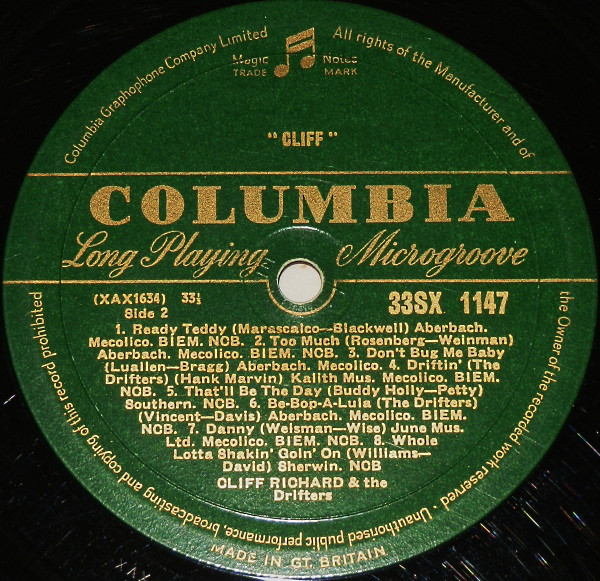 Columbia Graphophone Company Limited
Magic Notes
TRADE MARK
All rights of the Manufacturer and of
the Owner of the recorded work reserved · Unauthorised public performance, broadcasting and copying of this record prohibited
"CLIFF"
COLUMBIA
Long Playing Microgroove
(XAX1634) 33⅓
Side 2
33SX 1147
1. Ready Teddy (Marascalco—Blackwell) Aberbach.
Mecolico. BIEM. NCB. 2. Too Much (Rosenberg—Weinman)
Aberbach. Mecolico. BIEM. NCB. 3. Don't Bug Me Baby
(Luallen—Bragg) Aberbach. Mecolico. 4. Driftin' (The
Drifters) (Hank Marvin) Kalith Mus. Mecolico. BIEM.
NCB. 5. That'll Be The Day (Buddy Holly—Petty)
Southern. NCB. 6. Be-Bop-A-Lula (The Drifters)
(Vincent—Davis) Aberbach. Mecolico. BIEM.
NCB. 7. Danny (Weisman—Wise) June Mus.
Ltd. Mecolico. BIEM. NCB. 8. Whole
Lotta Shakin' Goin' On (Williams—
David) Sherwin. NCB
CLIFF RICHARD & the
Drifters
MADE IN GT. BRITAIN